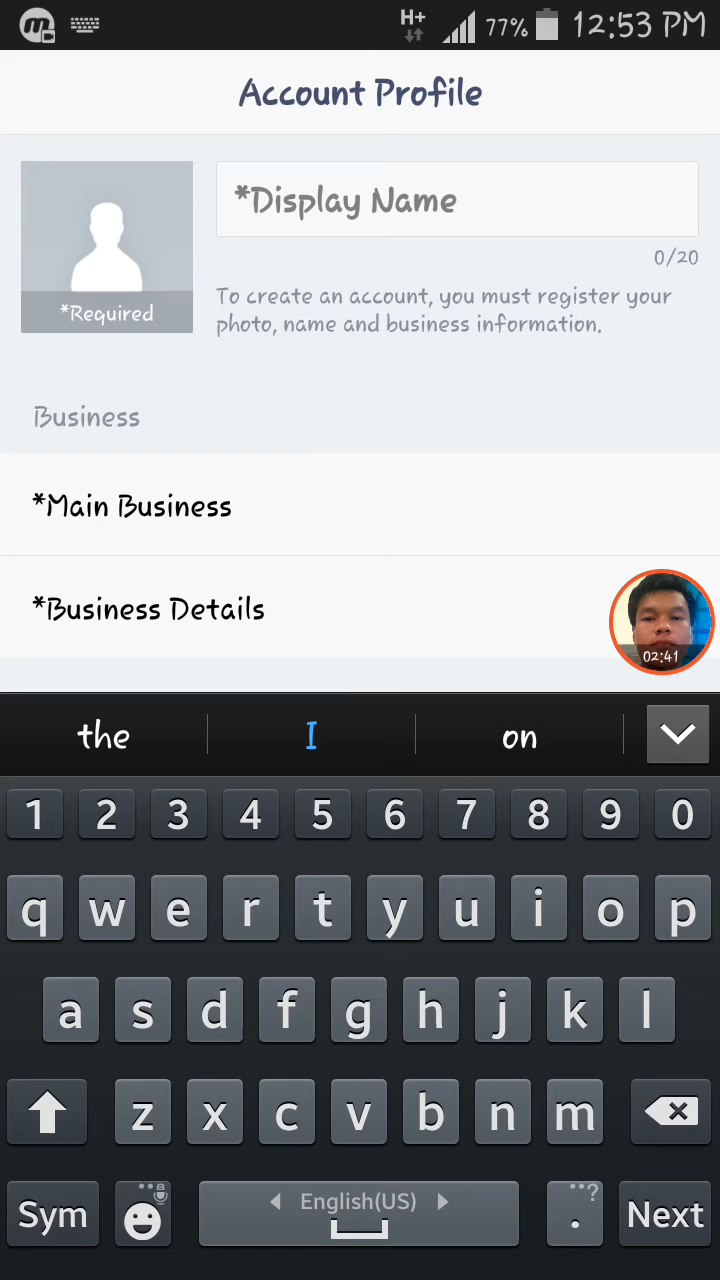 H+ 77% 12:53 PM
Account Profile
*Display Name
0/20
*Required
To create an account, you must register your
photo, name and business information.
Business
*Main Business
*Business Details
02:41
the I on
1 2 3 4 5 6 7 8 9 0
q w e r t y u i o p
a s d f g h j k l
z x c v b n m
Sym English(US) . ? Next